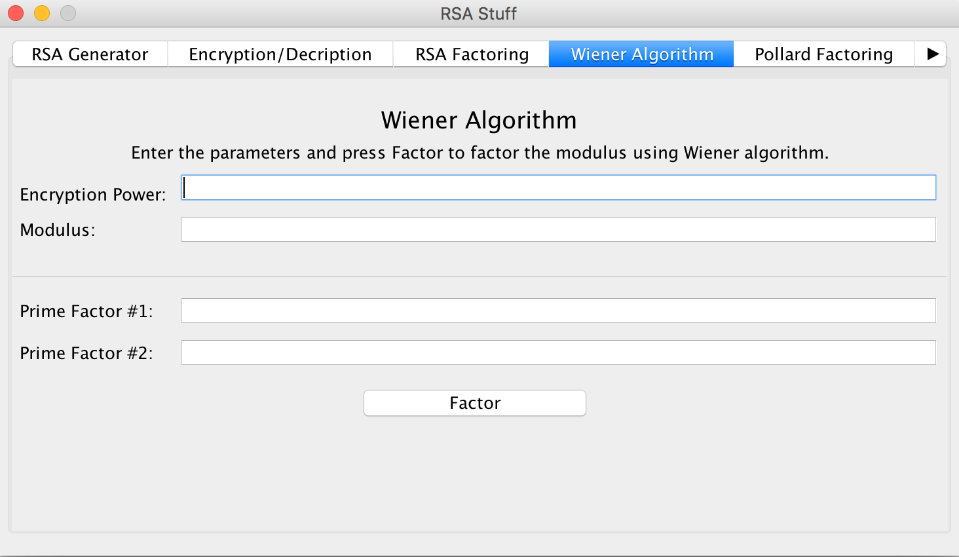 RSA Stuff
RSA Generator Encryption/Decription RSA Factoring Wiener Algorithm Pollard Factoring
Wiener Algorithm
Enter the parameters and press Factor to factor the modulus using Wiener algorithm.
Encryption Power:
Modulus:
Prime Factor #1:
Prime Factor #2:
Factor